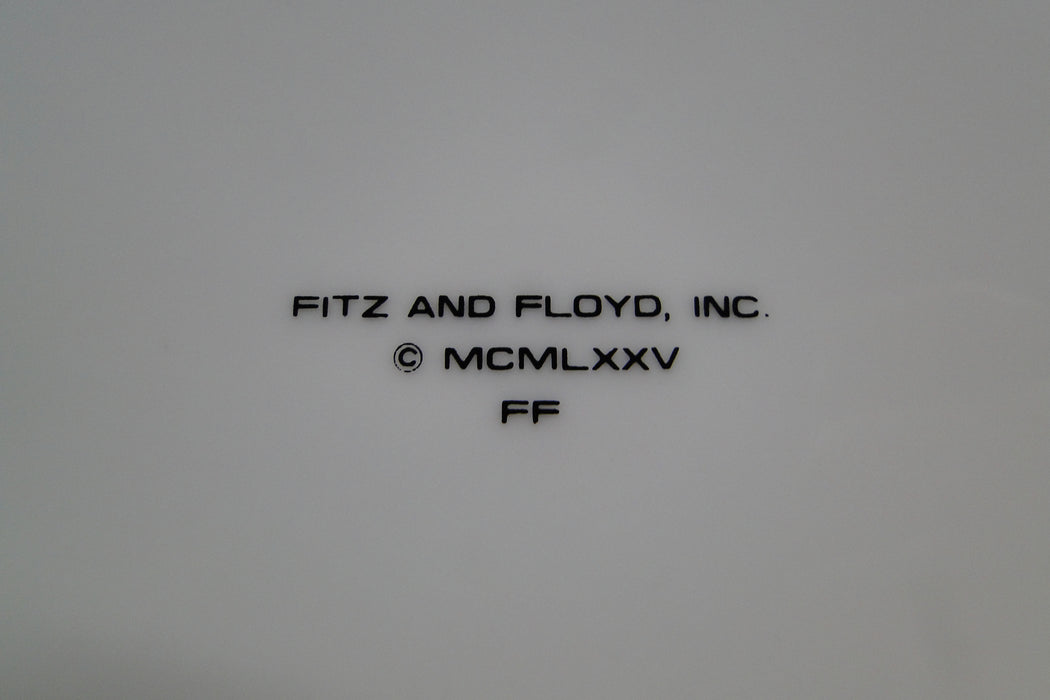 FITZ AND FLOYD, INC.
© MCMLXXV
FF